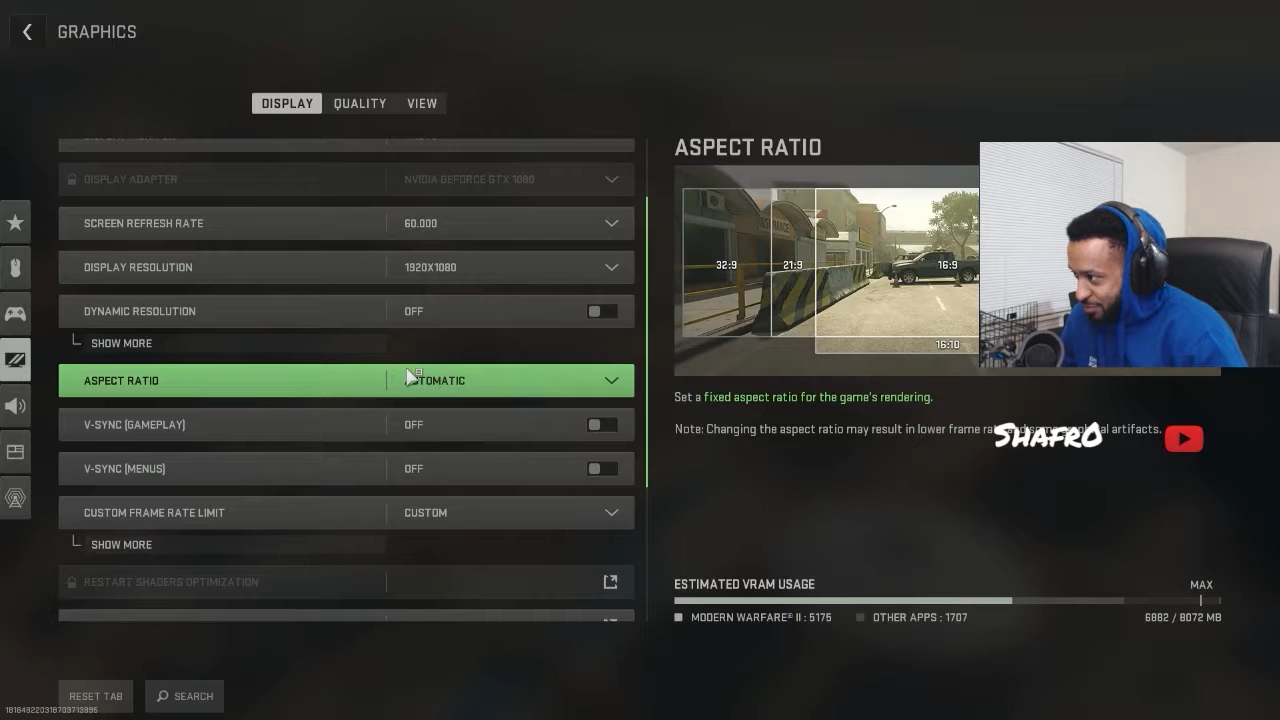 GRAPHICS
DISPLAY QUALITY VIEW
DISPLAY ADAPTER NVIDIA GEFORCE GTX 1080
SCREEN REFRESH RATE 60.000
DISPLAY RESOLUTION 1920X1080
DYNAMIC RESOLUTION OFF
SHOW MORE
ASPECT RATIO AUTOMATIC
V-SYNC (GAMEPLAY) OFF
V-SYNC (MENUS) OFF
CUSTOM FRAME RATE LIMIT CUSTOM
SHOW MORE
RESTART SHADERS OPTIMIZATION
RESET TAB SEARCH
ASPECT RATIO
32:9 21:9 16:9
16:10
Set a fixed aspect ratio for the game's rendering.
Note: Changing the aspect ratio may result in lower frame artifacts.
SHAFRO
ESTIMATED VRAM USAGE MAX
MODERN WARFARE® II : 5175 OTHER APPS : 1707 6882 / 8072 MB